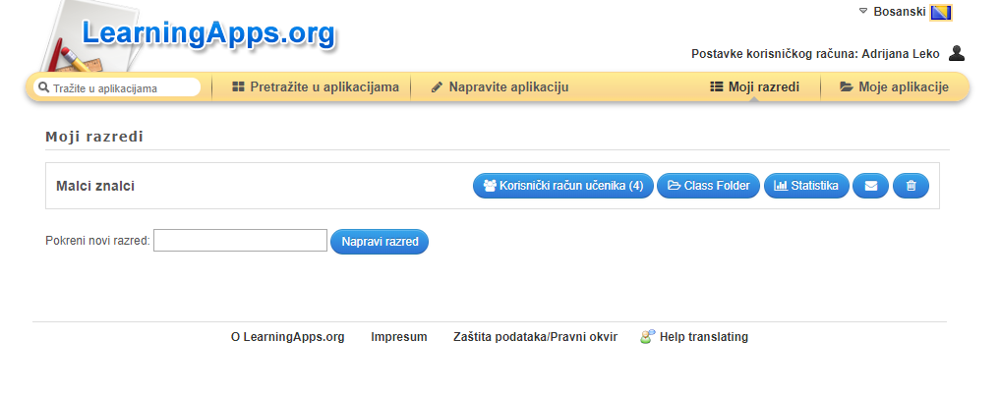 LearningApps.org
Bosanski
Postavke korisničkog računa: Adrijana Leko
Tražite u aplikacijama
Pretražite u aplikacijama
Napravite aplikaciju
Moji razredi
Moje aplikacije
Moji razredi
Malci znalci
Korisnički račun učenika (4)
Class Folder
Statistika
Pokreni novi razred:
Napravi razred
O LearningApps.org
Impresum
Zaštita podataka/Pravni okvir
Help translating